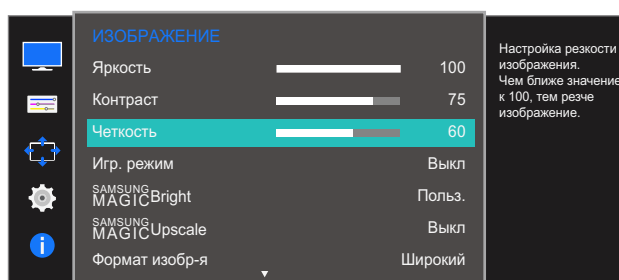 ИЗОБРАЖЕНИЕ
Яркость 100
Контраст 75
Четкость 60
Игр. режим Выкл
SAMSUNG MAGIC Bright Польз.
SAMSUNG MAGIC Upscale Выкл
Формат изобр-я Широкий
Настройка резкости
изображения.
Чем ближе значение
к 100, тем резче
изображение.